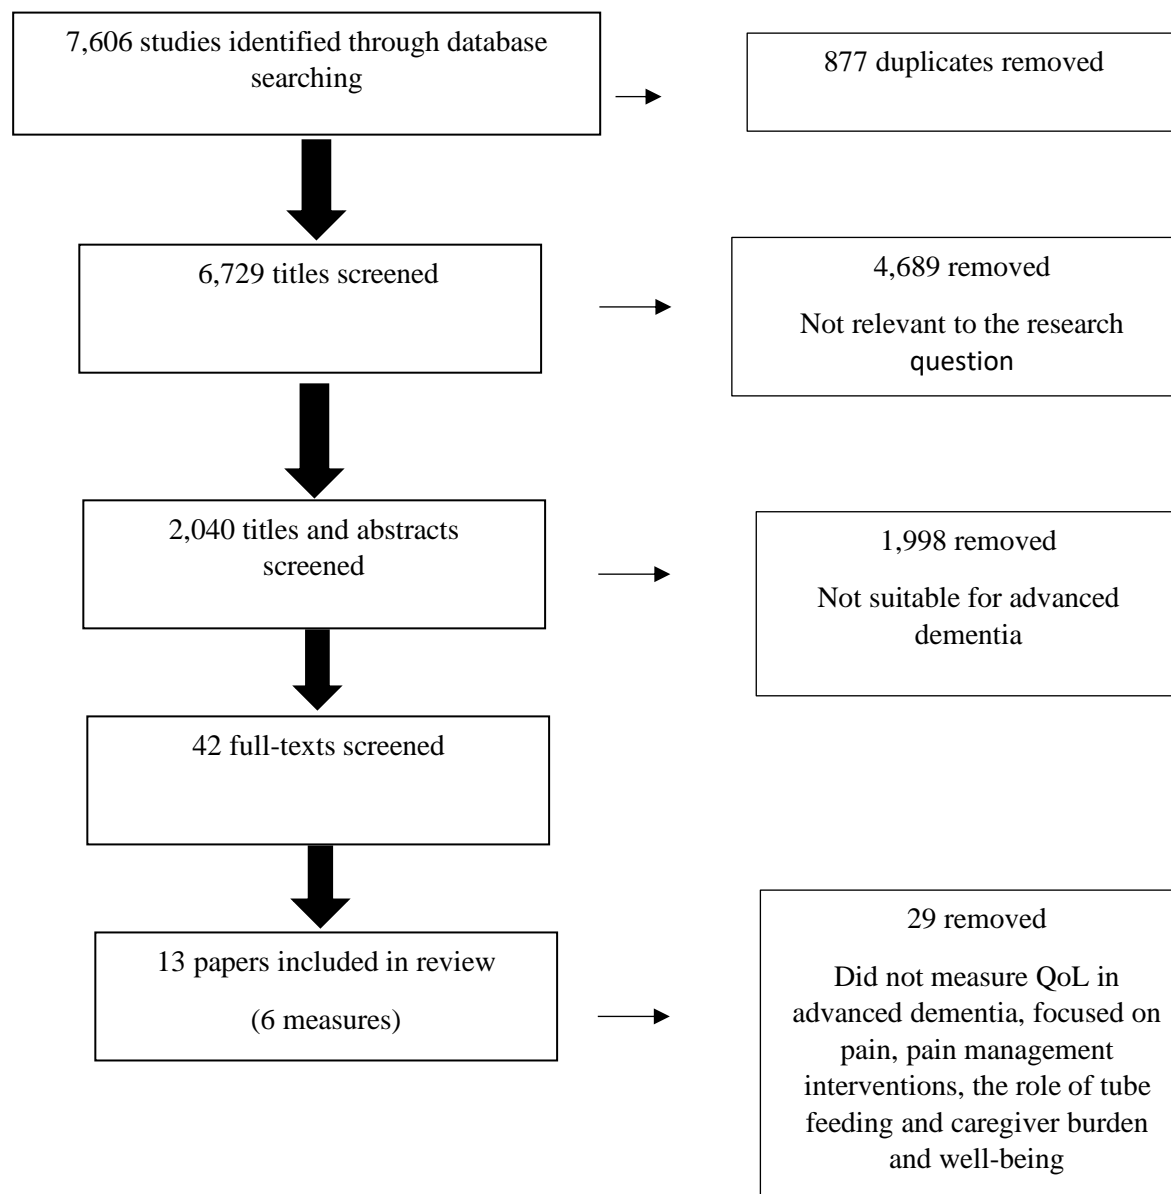 7,606 studies identified through database
searching
877 duplicates removed
6,729 titles screened
4,689 removed
Not relevant to the research
question
2,040 titles and abstracts
screened
1,998 removed
Not suitable for advanced
dementia
42 full-texts screened
13 papers included in review
(6 measures)
29 removed
Did not measure QoL in
advanced dementia, focused on
pain, pain management
interventions, the role of tube
feeding and caregiver burden
and well-being